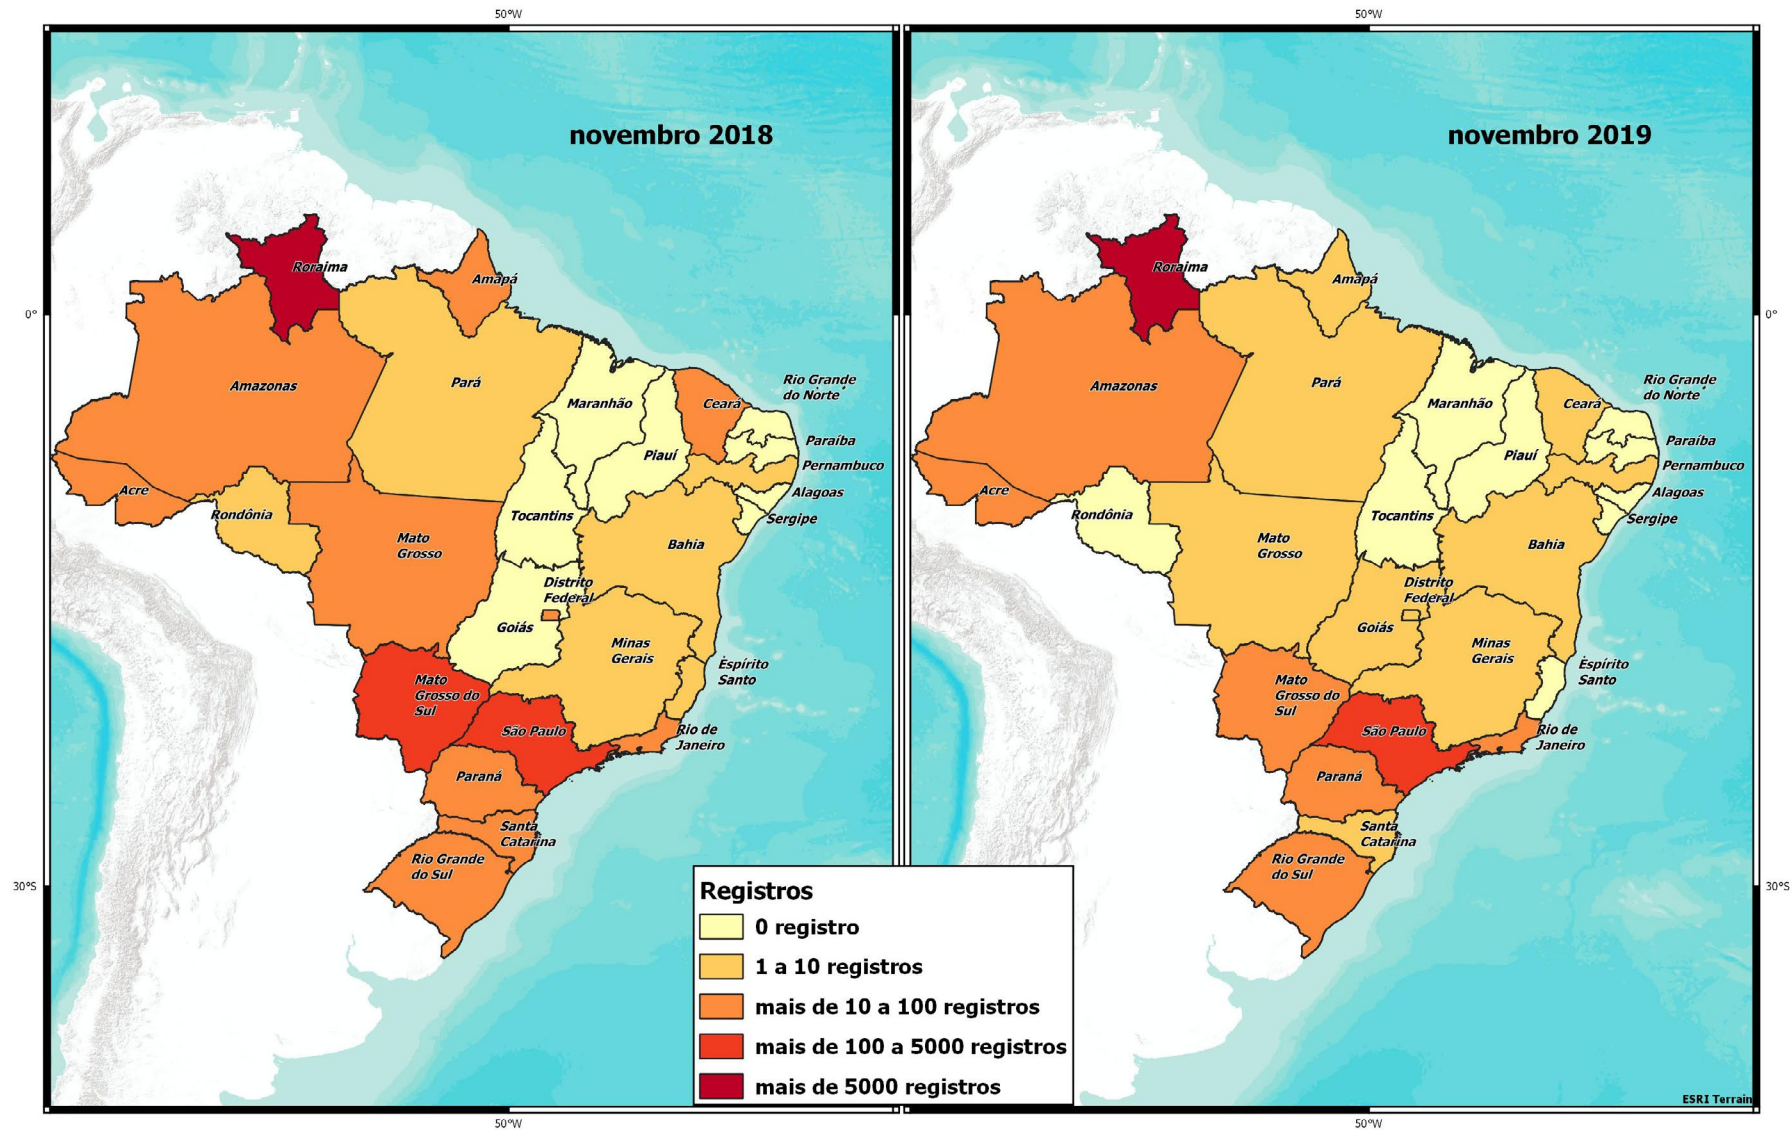 50°W
50°W
novembro 2018
Roraima
Amapá
0°
Amazonas
Pará
Maranhão
Ceará
Rio Grande
do Norte
Piauí
Paraíba
Pernambuco
Acre
Alagoas
Rondônia
Tocantins
Sergipe
Mato
Grosso
Bahia
Distrito
Federal
Goiás
Minas
Gerais
Espírito
Santo
Mato
Grosso do
Sul
São Paulo
Rio de
Janeiro
Paraná
Santa
Catarina
Rio Grande
do Sul
30°S
50°W
novembro 2019
Roraima
Amapá
0°
Amazonas
Pará
Maranhão
Ceará
Rio Grande
do Norte
Piauí
Paraíba
Pernambuco
Acre
Alagoas
Rondônia
Tocantins
Sergipe
Mato
Grosso
Bahia
Distrito
Federal
Goiás
Minas
Gerais
Espírito
Santo
Mato
Grosso do
Sul
São Paulo
Rio de
Janeiro
Paraná
Santa
Catarina
Rio Grande
do Sul
30°S
Registros
0 registro
1 a 10 registros
mais de 10 a 100 registros
mais de 100 a 5000 registros
mais de 5000 registros
ESRI Terrain
50°W